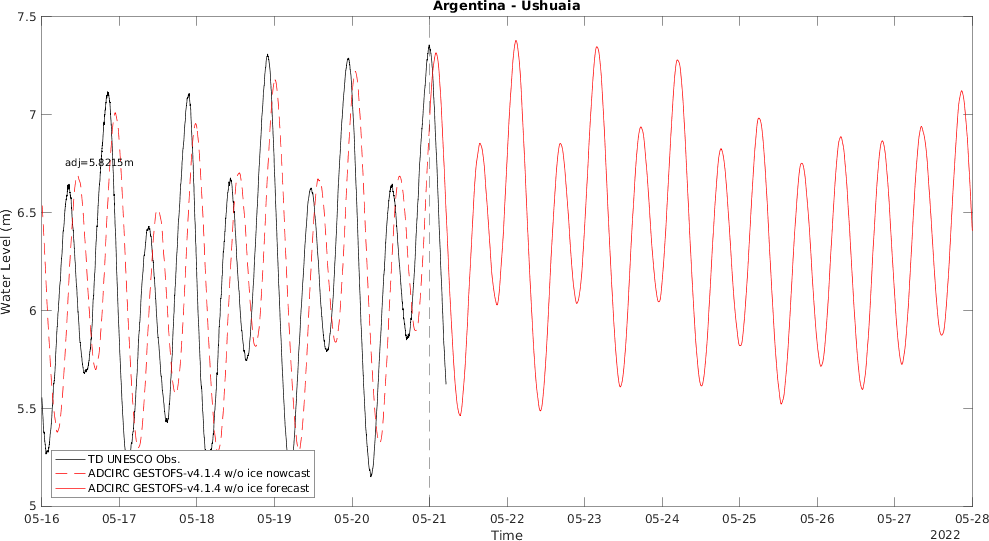 Argentina - Ushuaia
7.5
7
6.5
6
5.5
5
Water Level (m)
adj=5.8215m
TD UNESCO Obs.
ADCIRC GESTOFS-v4.1.4 w/o ice nowcast
ADCIRC GESTOFS-v4.1.4 w/o ice forecast
05-16 05-17 05-18 05-19 05-20 05-21 05-22 05-23 05-24 05-25 05-26 05-27 05-28
Time
2022